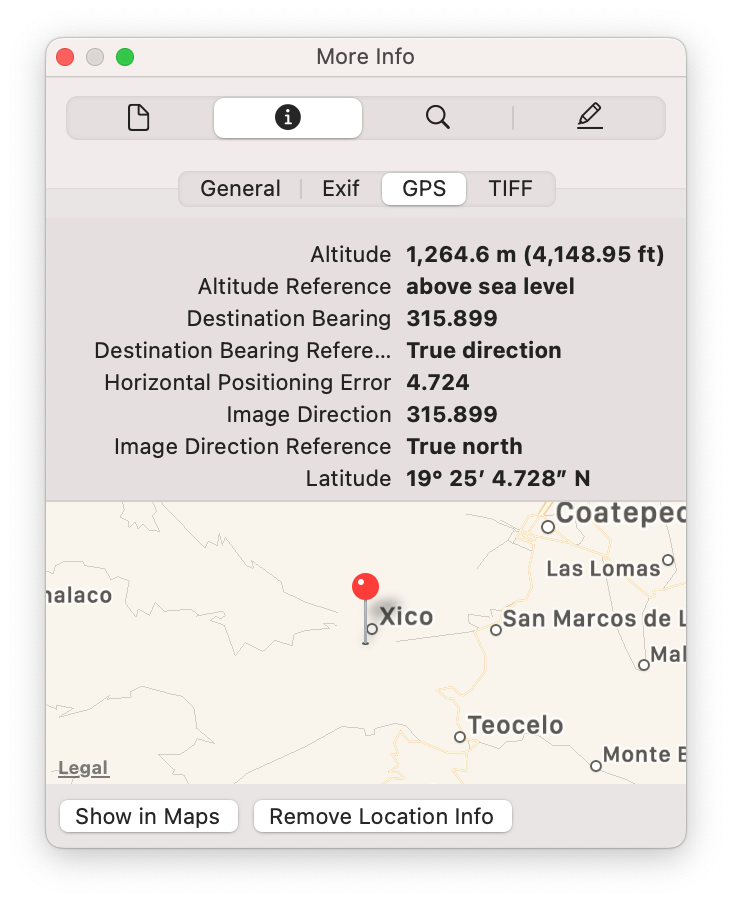 More Info
General Exif GPS TIFF
Altitude 1,264.6 m (4,148.95 ft)
Altitude Reference above sea level
Destination Bearing 315.899
Destination Bearing Refere... True direction
Horizontal Positioning Error 4.724
Image Direction 315.899
Image Direction Reference True north
Latitude 19° 25’ 4.728” N
Coatepec
Las Lomas
nalaco
Xico
San Marcos de L
Mal
Teocelo
Monte B
Legal
Show in Maps Remove Location Info